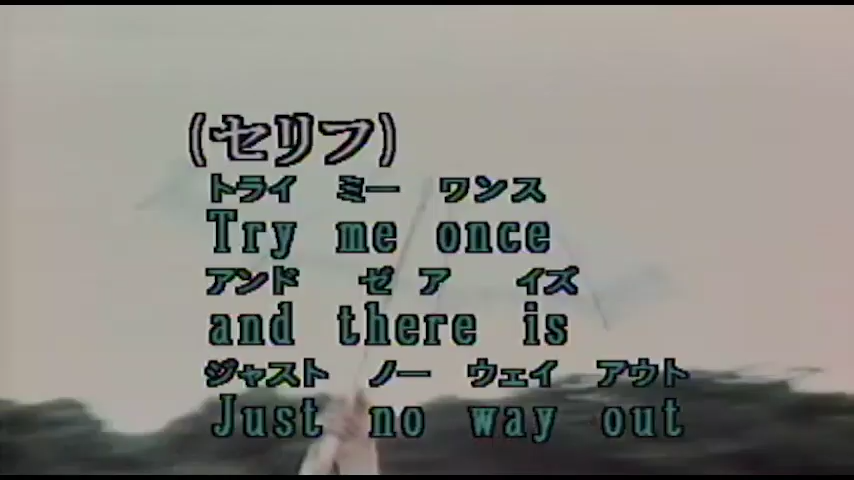 (セリフ)
トライ ミー ワンス
Try me once
アンド ゼア イズ
and there is
ジャスト ノー ウェイ アウト
Just no way out